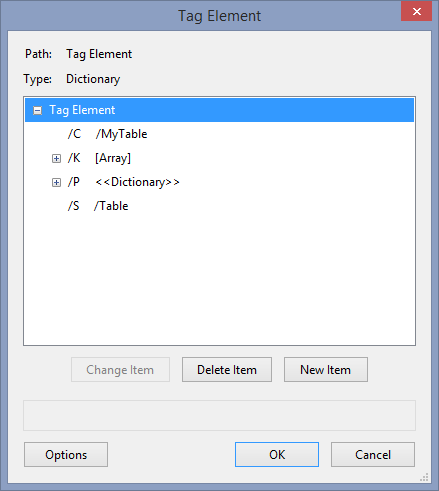 Tag Element
Path: Tag Element
Type: Dictionary
Tag Element
/C /MyTable
/K [Array]
/P <<Dictionary>>
/S /Table
Change Item Delete Item New Item
Options OK Cancel